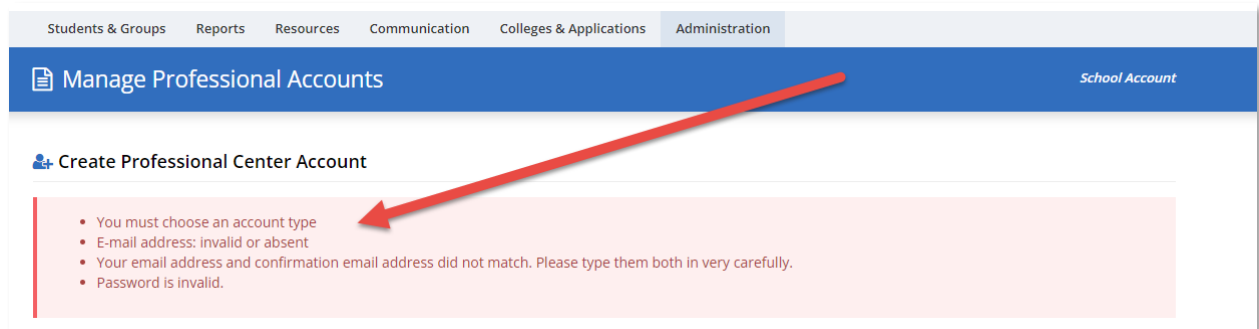 Students & Groups Reports Resources Communication Colleges & Applications Administration
Manage Professional Accounts School Account
Create Professional Center Account
• You must choose an account type
• E-mail address: invalid or absent
• Your email address and confirmation email address did not match. Please type them both in very carefully.
• Password is invalid.